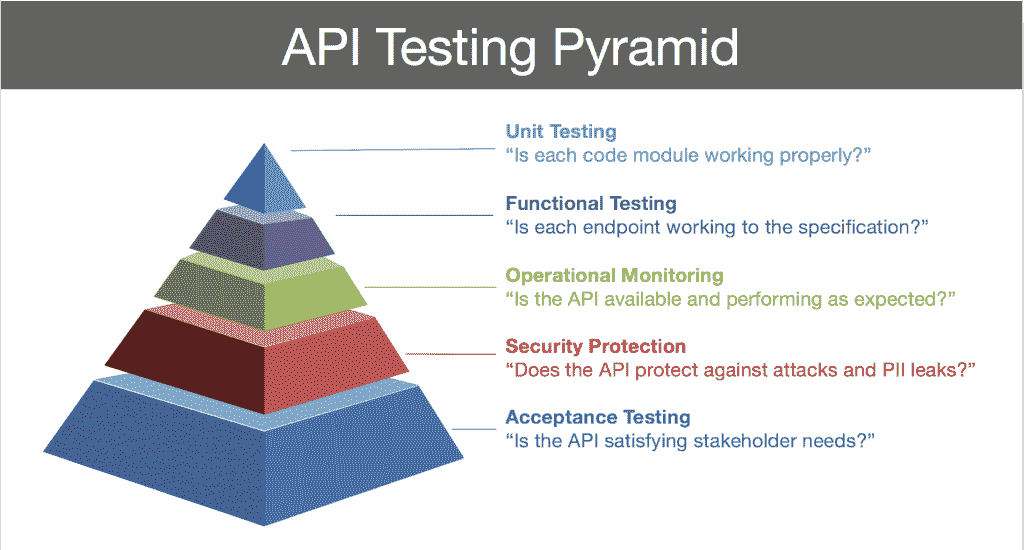 API Testing Pyramid
Unit Testing
“Is each code module working properly?”
Functional Testing
“Is each endpoint working to the specification?”
Operational Monitoring
“Is the API available and performing as expected?”
Security Protection
“Does the API protect against attacks and PII leaks?”
Acceptance Testing
“Is the API satisfying stakeholder needs?”